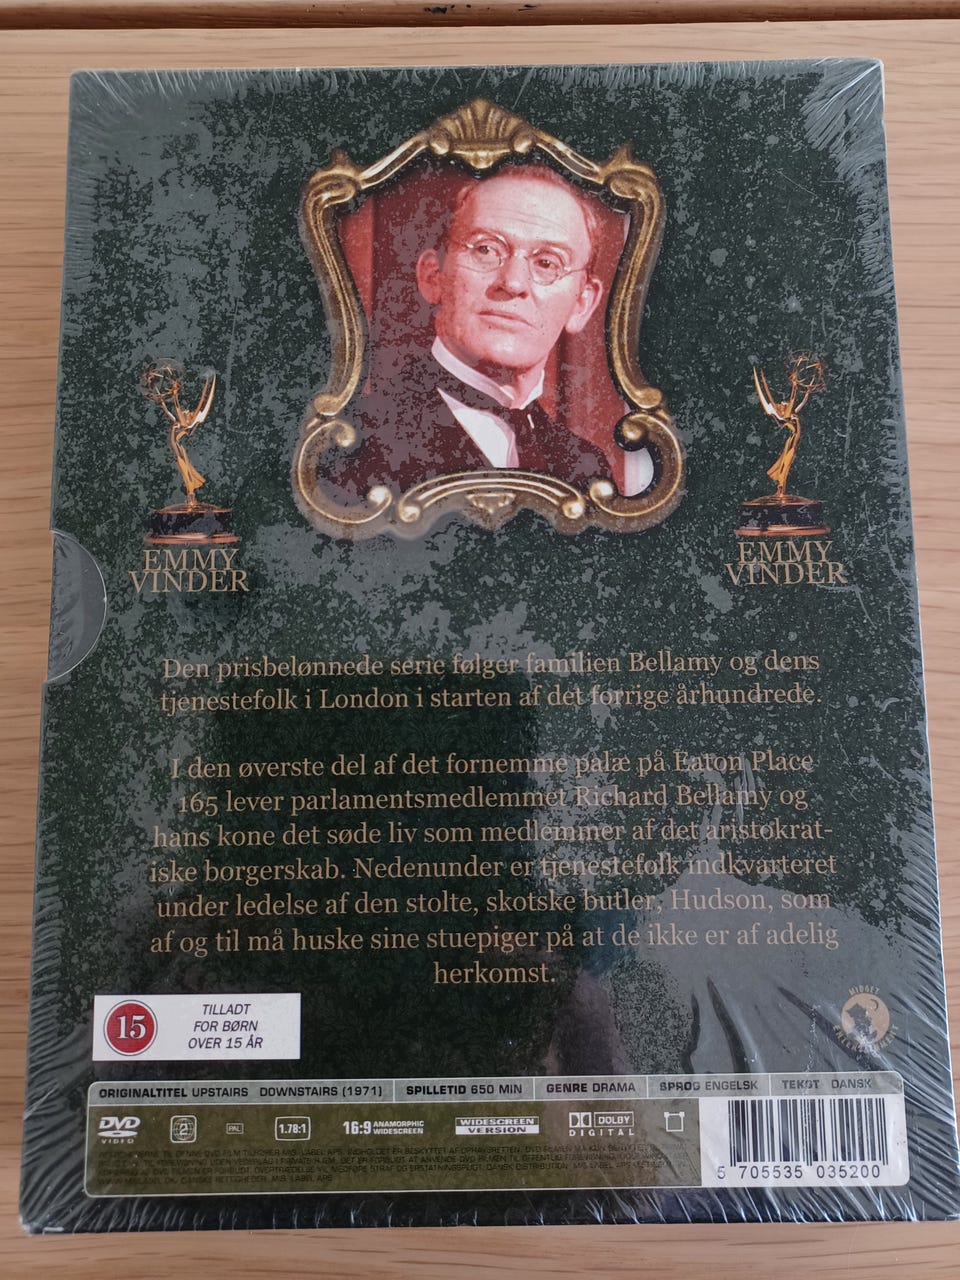 EMMY
VINDER
EMMY
VINDER
Den prisbelønnede serie følger familien Bellamy og dens
tjenestefolk i London i starten af det forrige århundrede.
I den øverste del af det fornemme palæ på Eaton Place
165 lever parlamentsmedlemmet Richard Bellamy og
hans kone det søde liv som medlemmer af det aristokrat-
iske borgerskab. Nedenunder er tjenestefolk indkvarteret
under ledelse af den stolte, skotske butler, Hudson, som
af og til må huske sine stuepiger på at de ikke er af adelig
herkomst.
MIDGET
ENTERTAINMENT
15
TILLADT
FOR BØRN
OVER 15 ÅR
ORIGINALTITEL UPSTAIRS DOWNSTAIRS (1971) SPILLETID 650 MIN GENRE DRAMA SPROG ENGELSK TEKST DANSK
DVD VIDEO 2 PAL 1.78:1 16:9 ANAMORPHIC WIDESCREEN WIDESCREEN VERSION DOLBY DIGITAL
5 705535 035200